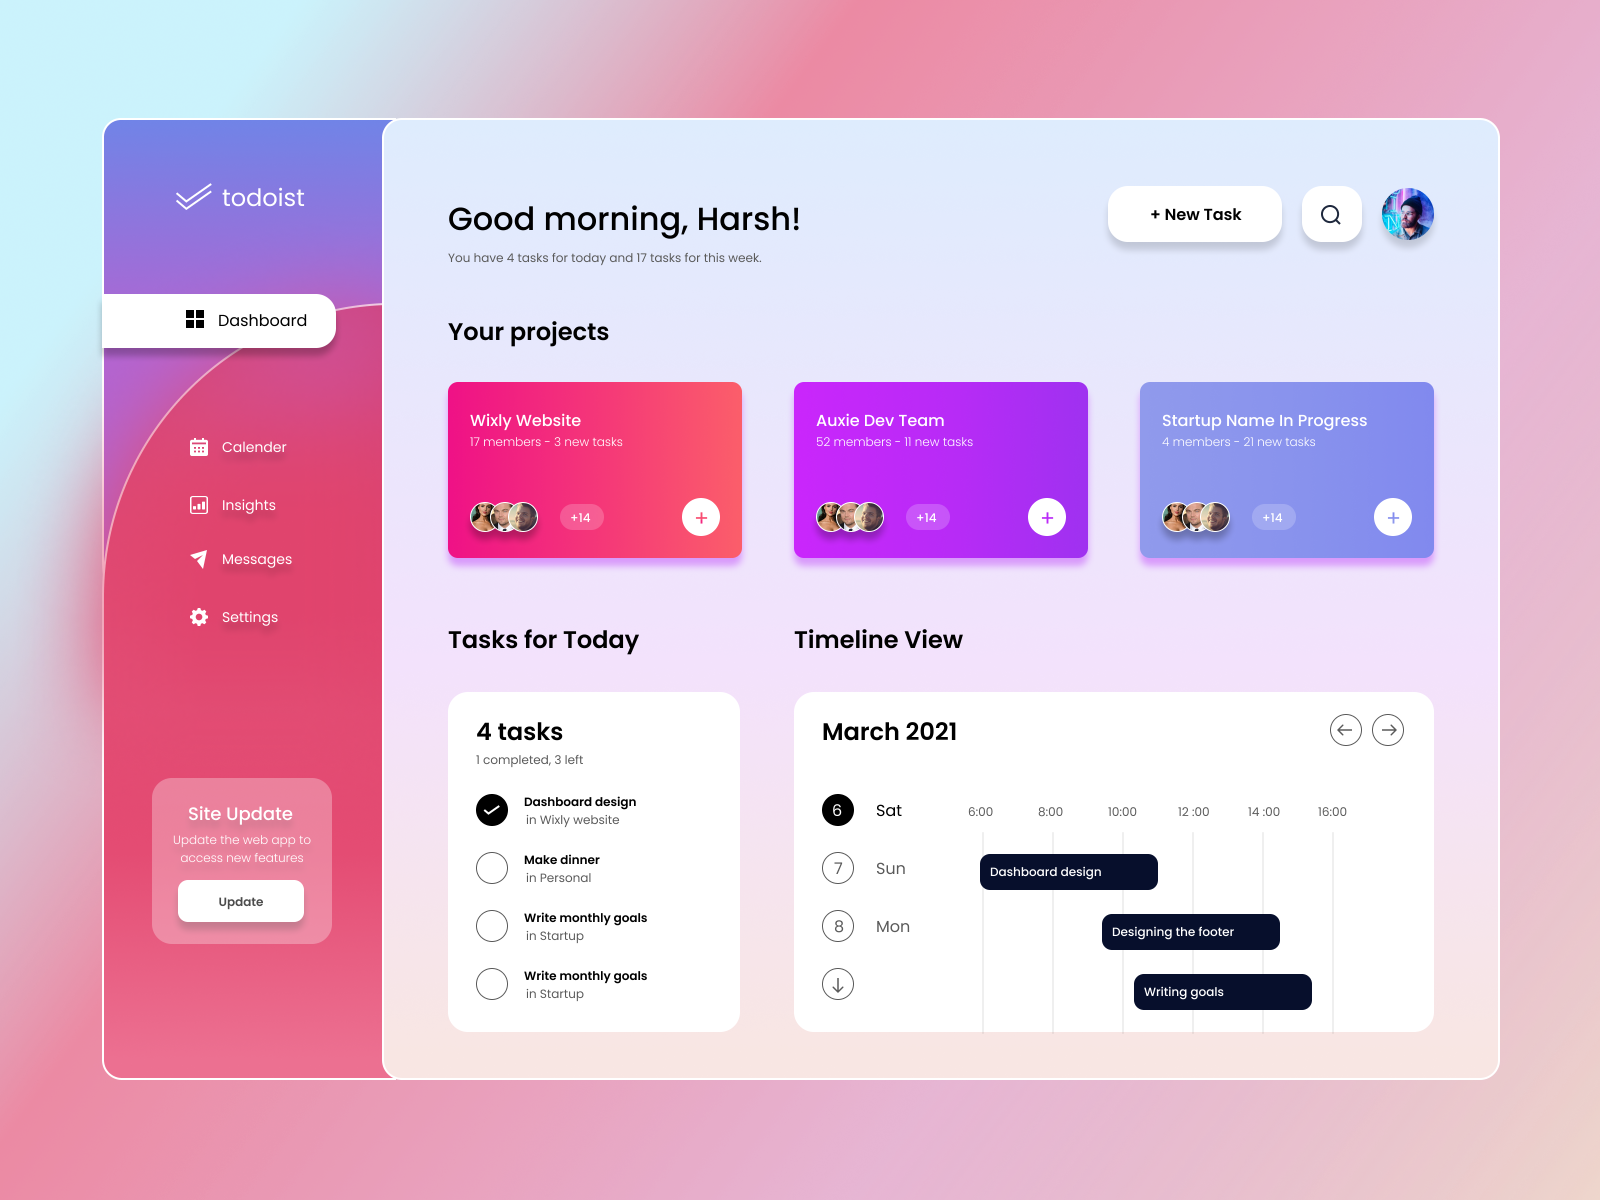 todoist
Dashboard
Calender
Insights
Messages
Settings
Site Update
Update the web app to
access new features
Update
Good morning, Harsh!
You have 4 tasks for today and 17 tasks for this week.
+ New Task
Your projects
Wixly Website
17 members - 3 new tasks
+14
+
Auxie Dev Team
52 members - 11 new tasks
+14
+
Startup Name In Progress
4 members - 21 new tasks
+14
+
Tasks for Today
4 tasks
1 completed, 3 left
Dashboard design
in Wixly website
Make dinner
in Personal
Write monthly goals
in Startup
Write monthly goals
in Startup
Timeline View
March 2021
6 Sat 6:00 8:00 10:00 12 :00 14 :00 16:00
7 Sun
Dashboard design
8 Mon
Designing the footer
Writing goals